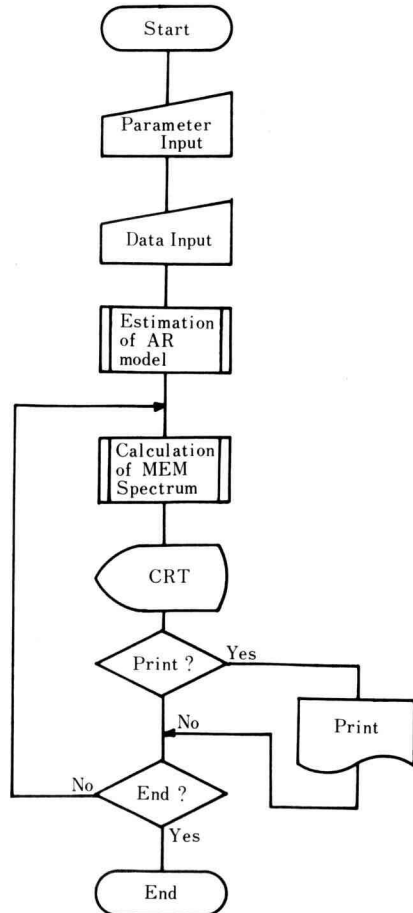 Start
Parameter
Input
Data Input
Estimation
of AR
model
Calculation
of MEM
Spectrum
CRT
Print ?
Yes
No
Print
End ?
No
Yes
End